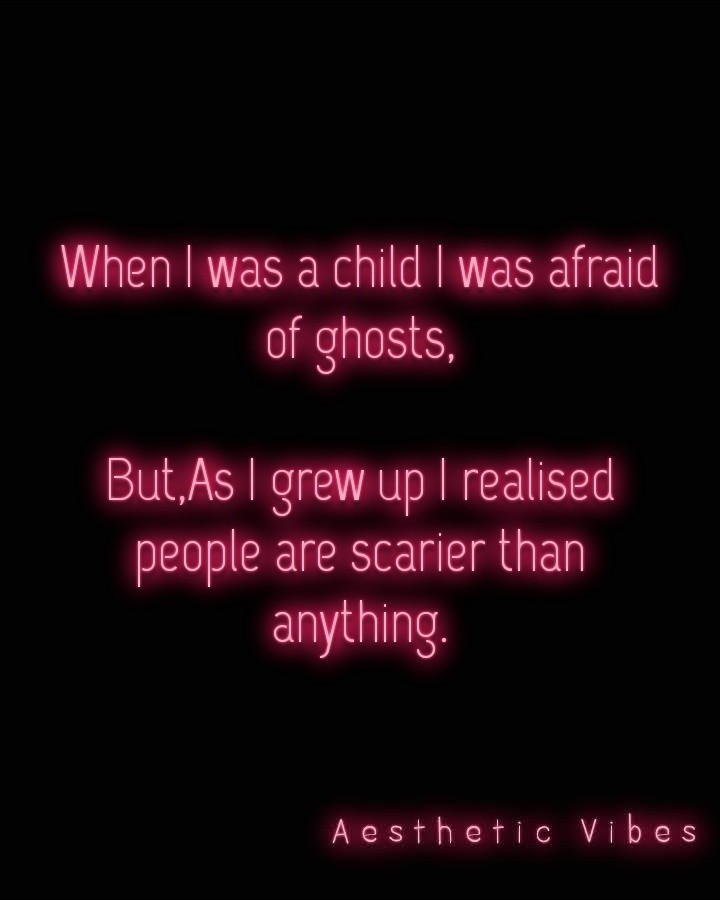 When I was a child I was afraid
of ghosts,
But,As I grew up I realised
people are scarier than
anything.
Aesthetic Vibes